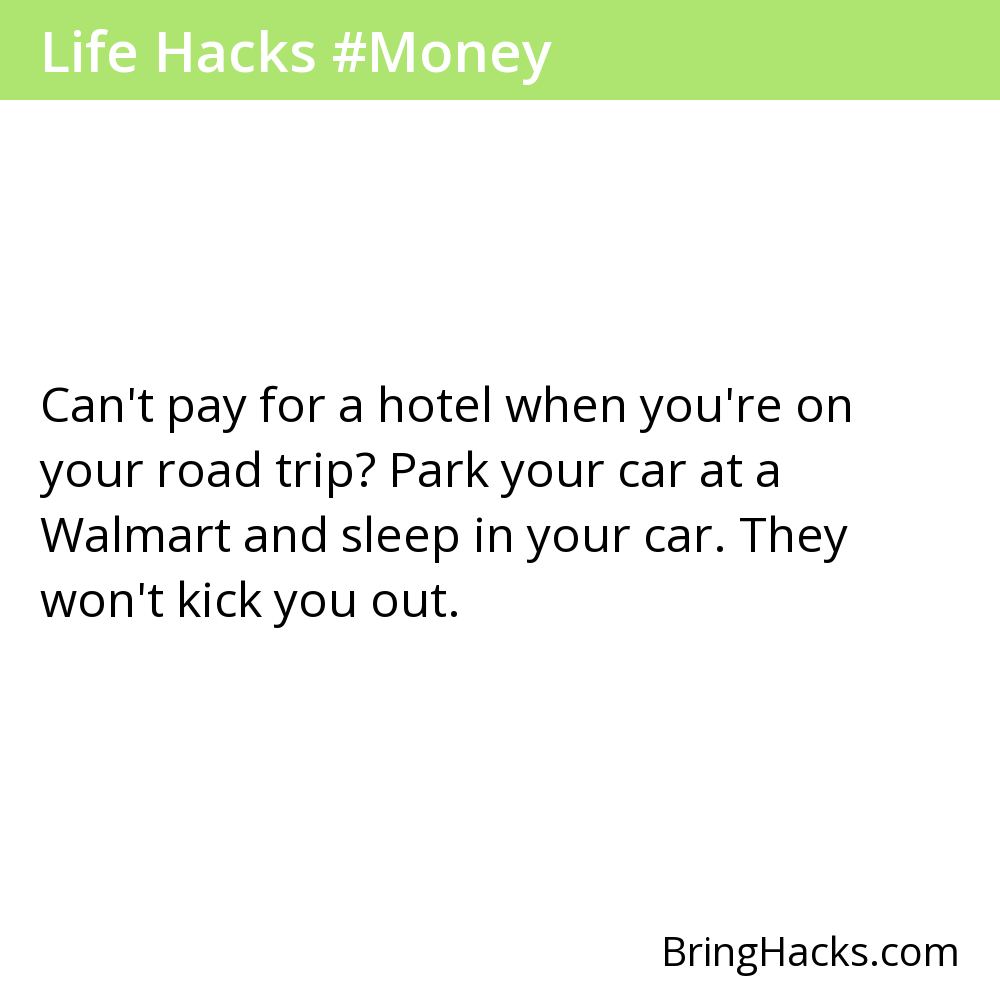 Life Hacks #Money
Can't pay for a hotel when you're on
your road trip? Park your car at a
Walmart and sleep in your car. They
won't kick you out.
BringHacks.com